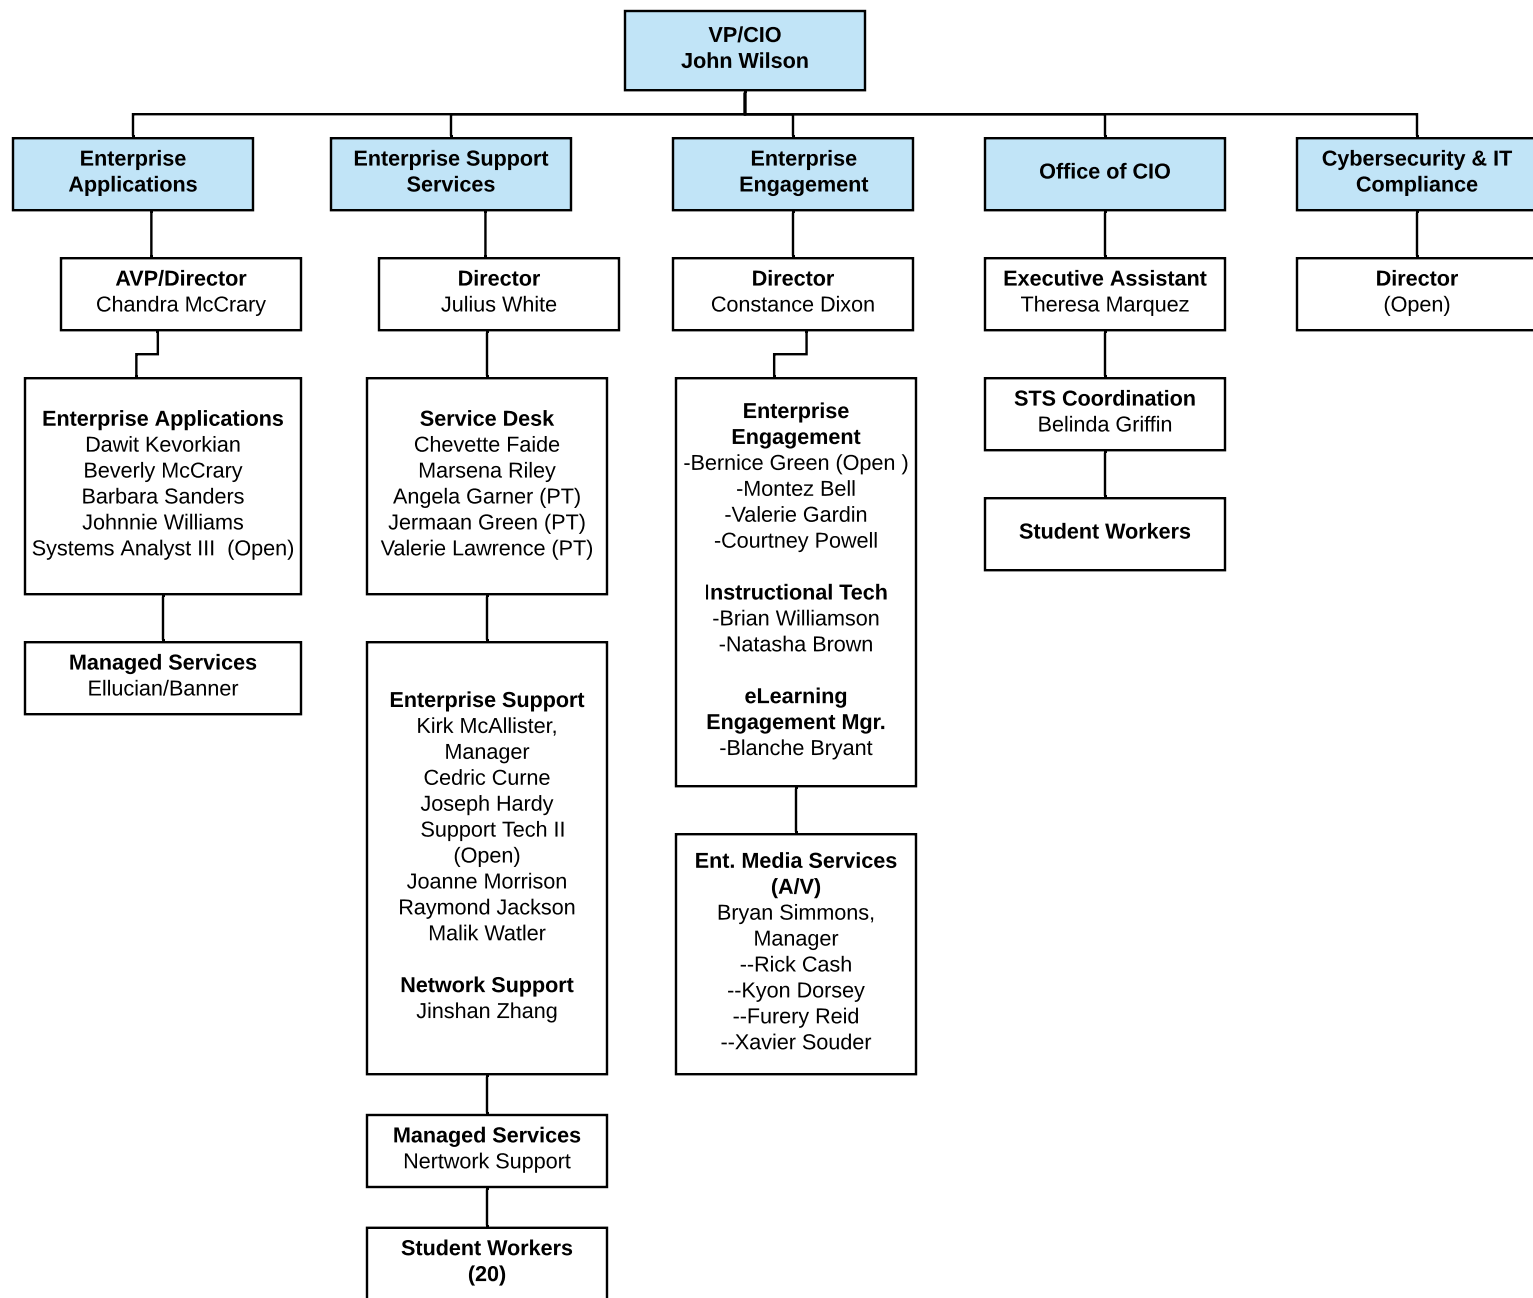 VP/CIO
John Wilson
Enterprise
Applications
AVP/Director
Chandra McCrary
Enterprise Applications
Dawit Kevorkian
Beverly McCrary
Barbara Sanders
Johnnie Williams
Systems Analyst III (Open)
Managed Services
Ellucian/Banner
Enterprise Support
Services
Director
Julius White
Service Desk
Chevette Faide
Marsena Riley
Angela Garner (PT)
Jermaan Green (PT)
Valerie Lawrence (PT)
Enterprise Support
Kirk McAllister,
Manager
Cedric Curne
Joseph Hardy
Support Tech II
(Open)
Joanne Morrison
Raymond Jackson
Malik Watler
Network Support
Jinshan Zhang
Managed Services
Nertwork Support
Student Workers
(20)
Enterprise
Engagement
Director
Constance Dixon
Enterprise
Engagement
-Bernice Green (Open )
-Montez Bell
-Valerie Gardin
-Courtney Powell
Instructional Tech
-Brian Williamson
-Natasha Brown
eLearning
Engagement Mgr.
-Blanche Bryant
Ent. Media Services
(A/V)
Bryan Simmons,
Manager
--Rick Cash
--Kyon Dorsey
--Furery Reid
--Xavier Souder
Office of CIO
Executive Assistant
Theresa Marquez
STS Coordination
Belinda Griffin
Student Workers
Cybersecurity & IT
Compliance
Director
(Open)